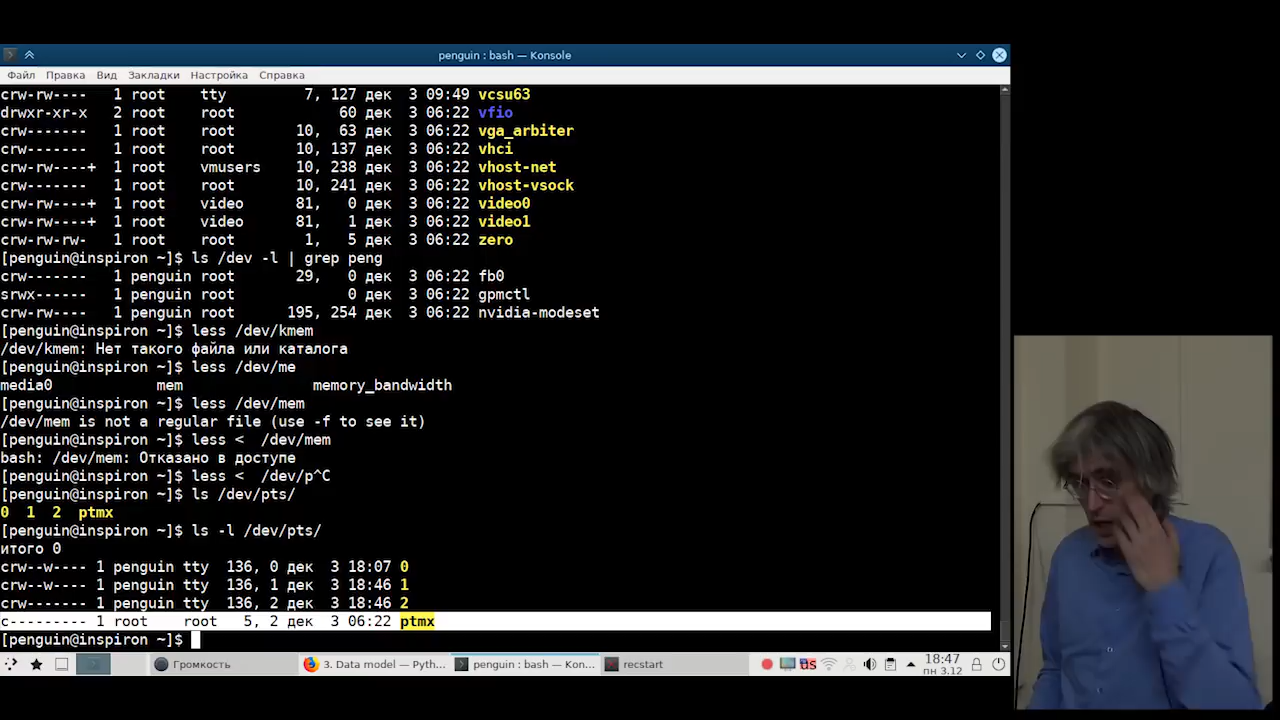 penguin : bash — Konsole
Файл Правка Вид Закладки Настройка Справка
crw-rw---- 1 root tty 7, 127 дек 3 09:49 vcsu63
drwxr-xr-x 2 root root 60 дек 3 06:22 vfio
crw------- 1 root root 10, 63 дек 3 06:22 vga_arbiter
crw------- 1 root root 10, 137 дек 3 06:22 vhci
crw-rw----+ 1 root vmusers 10, 238 дек 3 06:22 vhost-net
crw------- 1 root root 10, 241 дек 3 06:22 vhost-vsock
crw-rw----+ 1 root video 81, 0 дек 3 06:22 video0
crw-rw----+ 1 root video 81, 1 дек 3 06:22 video1
crw-rw-rw- 1 root root 1, 5 дек 3 06:22 zero
[penguin@inspiron ~]$ ls /dev -l | grep peng
crw------- 1 penguin root 29, 0 дек 3 06:22 fb0
srwx------ 1 penguin root 0 дек 3 06:22 gpmctl
crw------- 1 penguin root 195, 254 дек 3 06:22 nvidia-modeset
[penguin@inspiron ~]$ less /dev/kmem
/dev/kmem: Нет такого файла или каталога
[penguin@inspiron ~]$ less /dev/me
media0 mem memory_bandwidth
[penguin@inspiron ~]$ less /dev/mem
/dev/mem is not a regular file (use -f to see it)
[penguin@inspiron ~]$ less < /dev/mem
bash: /dev/mem: Отказано в доступе
[penguin@inspiron ~]$ less < /dev/p^C
[penguin@inspiron ~]$ ls /dev/pts/
0 1 2 ptmx
[penguin@inspiron ~]$ ls -l /dev/pts/
итого 0
crw--w---- 1 penguin tty 136, 0 дек 3 18:07 0
crw--w---- 1 penguin tty 136, 1 дек 3 18:46 1
crw------- 1 penguin tty 136, 2 дек 3 18:46 2
c--------- 1 root root 5, 2 дек 3 06:22 ptmx
[penguin@inspiron ~]$
Громкость 3. Data model — Pyth... penguin : bash — Kon... recstart us 18:47
пн 3.12